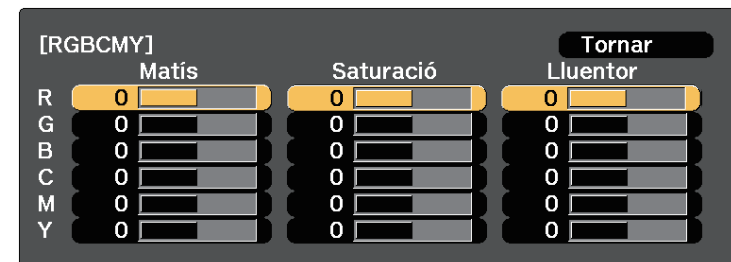 [RGBCMY] Tornar
Matís Saturació Lluentor
R 0 0 0
G 0 0 0
B 0 0 0
C 0 0 0
M 0 0 0
Y 0 0 0